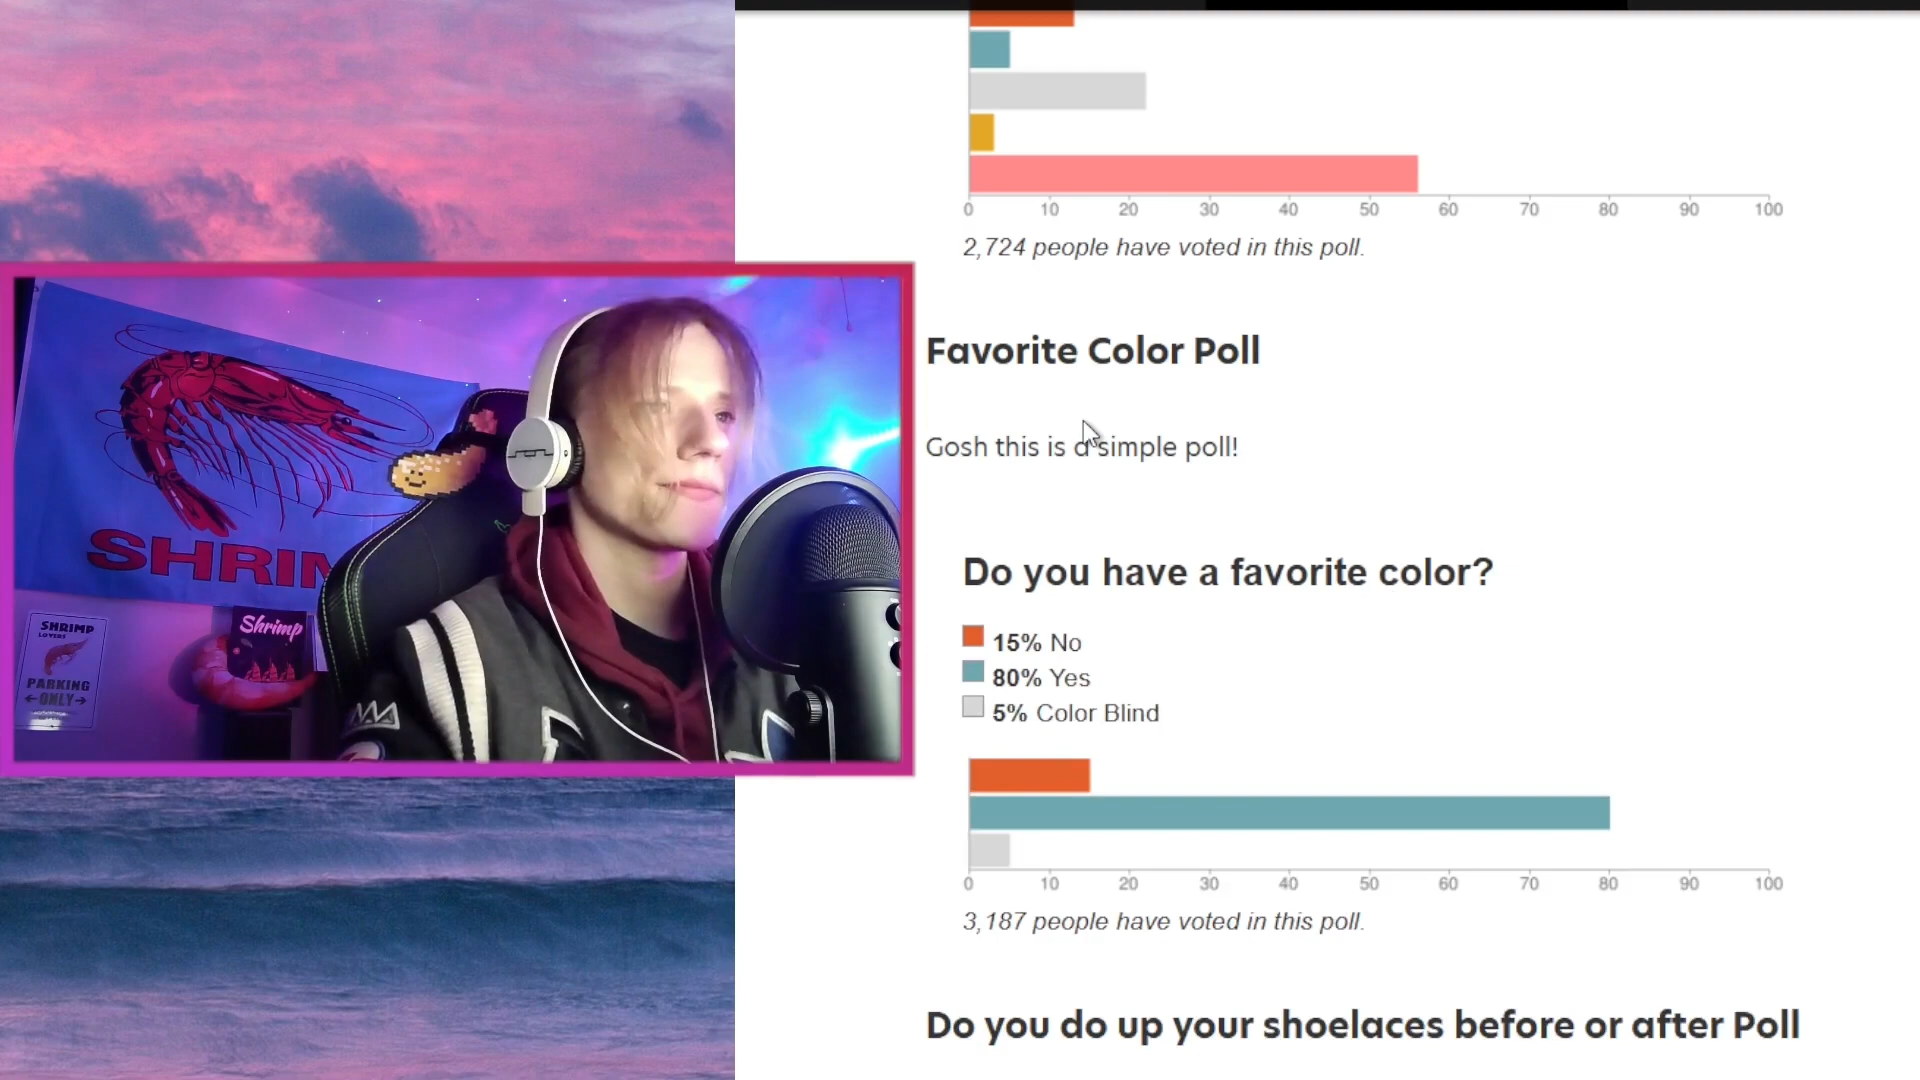 0 10 20 30 40 50 60 70 80 90 100
2,724 people have voted in this poll.
Favorite Color Poll
Gosh this is a simple poll!
Do you have a favorite color?
15% No
80% Yes
5% Color Blind
0 10 20 30 40 50 60 70 80 90 100
3,187 people have voted in this poll.
Do you do up your shoelaces before or after Poll
SHRIM
SHRIMP
LOVERS
PARKING
←ONLY→
Shrimp